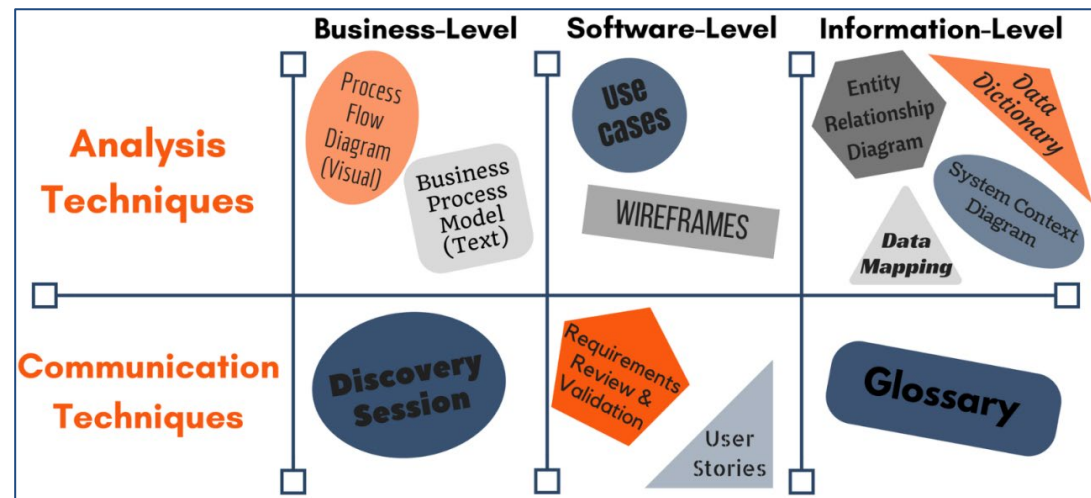 Business-Level
Software-Level
Information-Level
Analysis
Techniques
Process
Flow
Diagram
(Visual)
Business
Process
Model
(Text)
Use
Cases
WIREFRAMES
Entity
Relationship
Diagram
Data
Dictionary
System Context
Diagram
Data
Mapping
Communication
Techniques
Discovery
Session
Requirements
Review &
Validation
User
Stories
Glossary